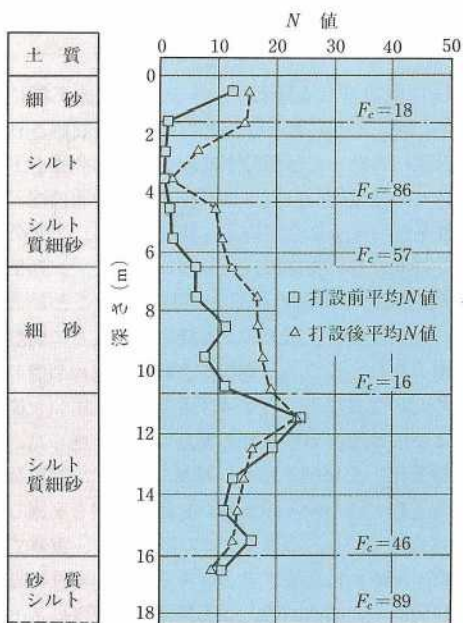 N 値
0 10 20 30 40 50
土 質
細 砂
シルト
シルト
質細砂
細 砂
シルト
質細砂
砂 質
シルト
深さ(m)
0
2
4
6
8
10
12
14
16
18
Fc=18
Fc=86
Fc=57
□ 打設前平均N値
△ 打設後平均N値
Fc=16
Fc=46
Fc=89